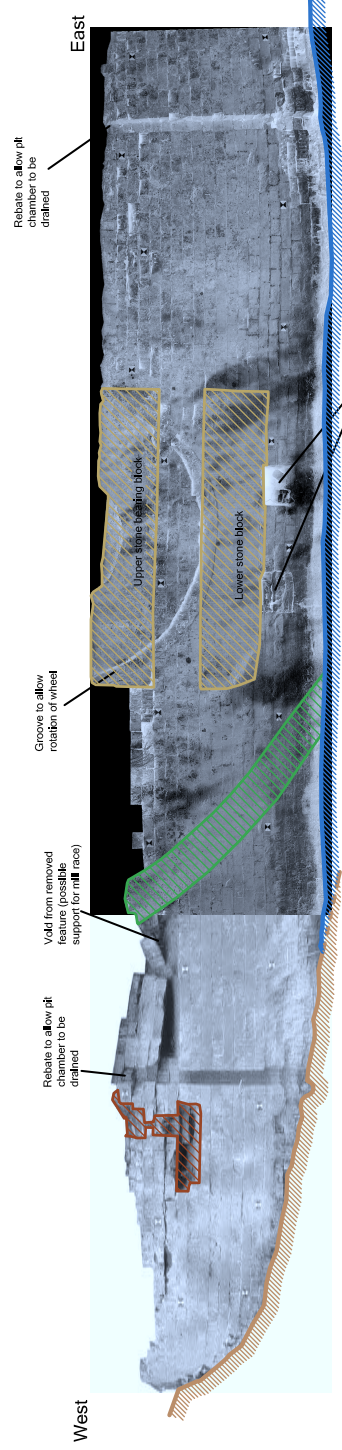 West
East
Rebate to allow pit
chamber to be
drained
Void from removed
feature (possible
support for mill race)
Groove to allow
rotation of wheel
Rebate to allow pit
chamber to be
drained
Upper stone bearing block
Lower stone block